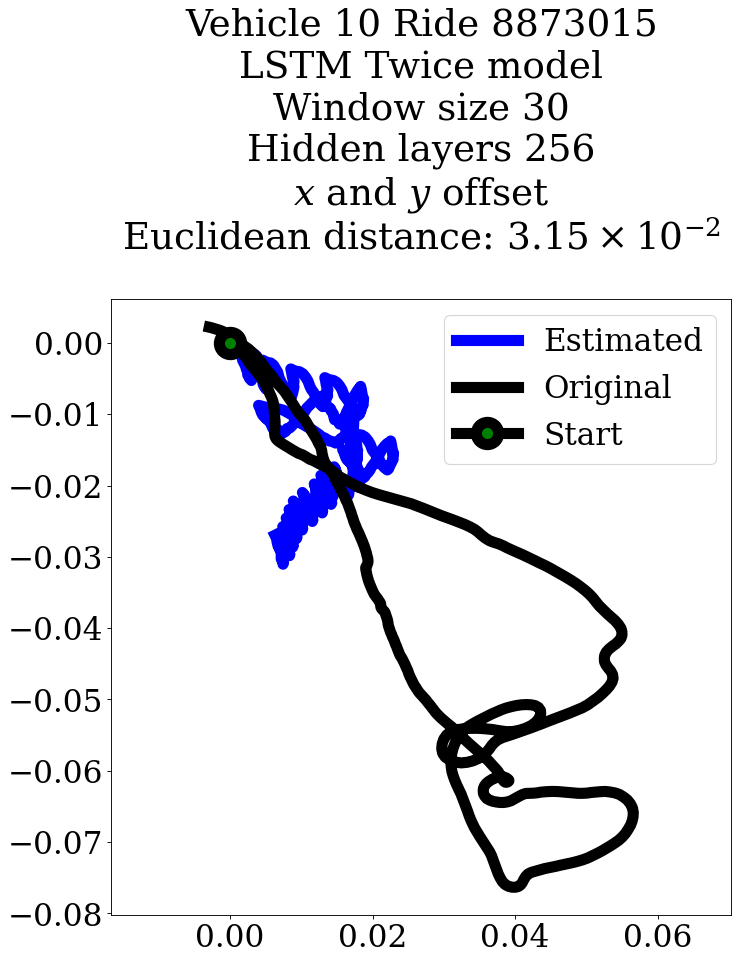 Vehicle 10 Ride 8873015
LSTM Twice model
Window size 30
Hidden layers 256
x and y offset
Euclidean distance: 3.15 × 10⁻²
Estimated
Original
Start
0.00
−0.01
−0.02
−0.03
−0.04
−0.05
−0.06
−0.07
−0.08
0.00 0.02 0.04 0.06